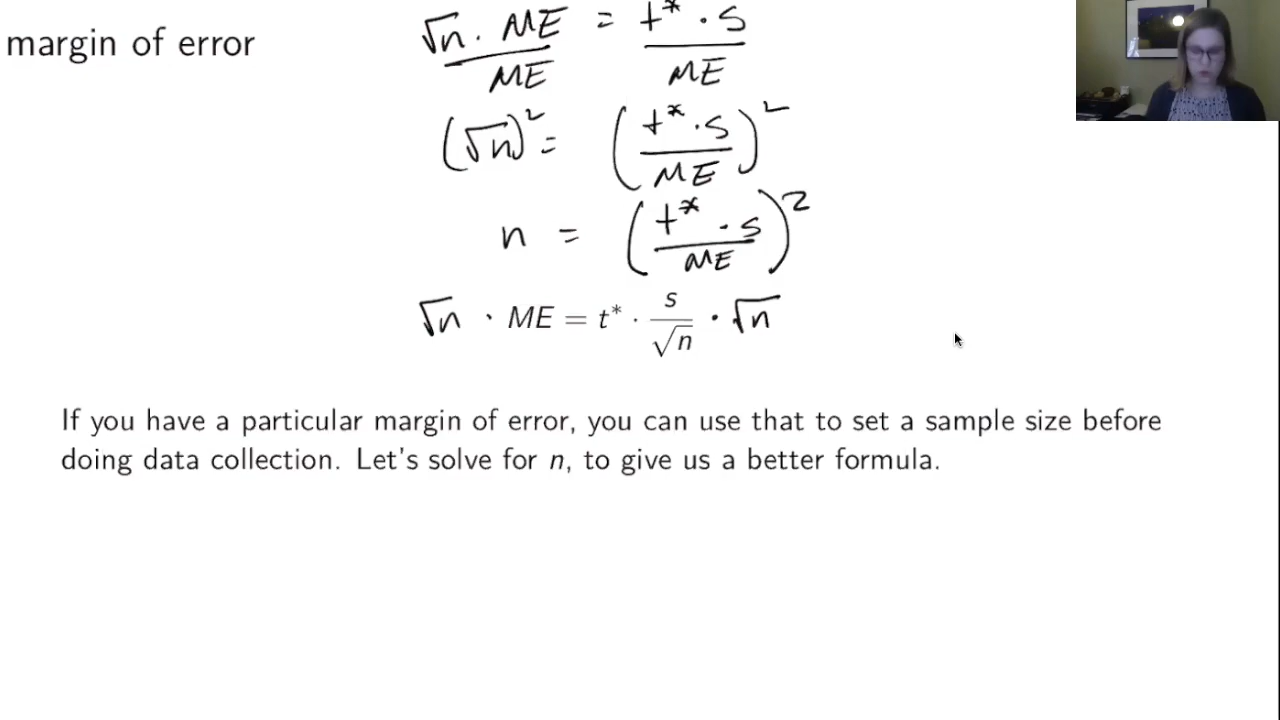 margin of error
√n · ME = t* · s
ME ME
(√n)² = (t* · s / ME)²
n = (t* · s / ME)²
√n · ME = t* · s/√n · √n
If you have a particular margin of error, you can use that to set a sample size before
doing data collection. Let's solve for n, to give us a better formula.